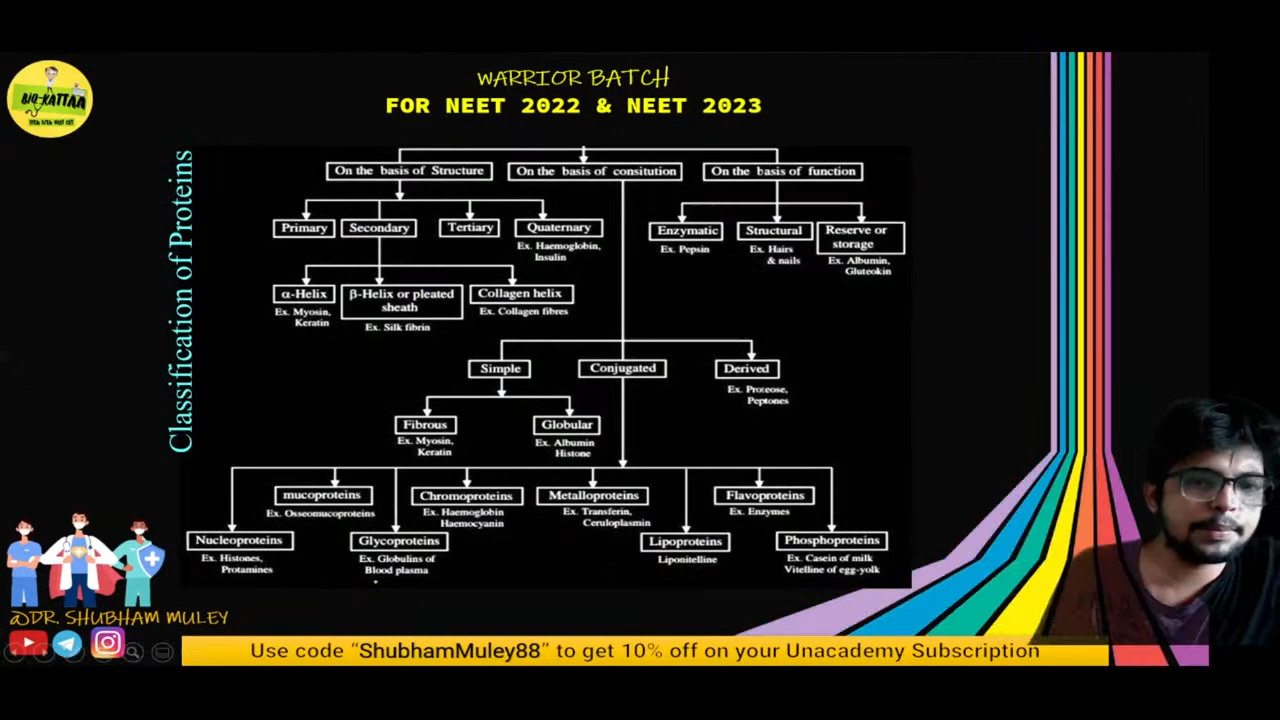 WARRIOR BATCH
FOR NEET 2022 & NEET 2023
BIO-KATTAA
Classification of Proteins
On the basis of Structure
On the basis of consitution
On the basis of function
Primary
Secondary
Tertiary
Quaternary
Ex. Haemoglobin,
Insulin
Enzymatic
Ex. Pepsin
Structural
Ex. Hairs
& nails
Reserve or
storage
Ex. Albumin,
Gluteokin
α-Helix
Ex. Myosin,
Keratin
β-Helix or pleated
sheath
Ex. Silk fibrin
Collagen helix
Ex. Collagen fibres
Simple
Conjugated
Derived
Ex. Proteose,
Peptones
Fibrous
Ex. Myosin,
Keratin
Globular
Ex. Albumin
Histone
mucoproteins
Ex. Osseomucoproteins
Chromoproteins
Ex. Haemoglobin
Haemocyanin
Metalloproteins
Ex. Transferin,
Ceruloplasmin
Flavoproteins
Ex. Enzymes
Nucleoproteins
Ex. Histones,
Protamines
Glycoproteins
Ex. Globulins of
Blood plasma
Lipoproteins
Liponitelline
Phosphoproteins
Ex. Casein of milk
Vitelline of egg-yolk
@DR. SHUBHAM MULEY
Use code “ShubhamMuley88” to get 10% off on your Unacademy Subscription